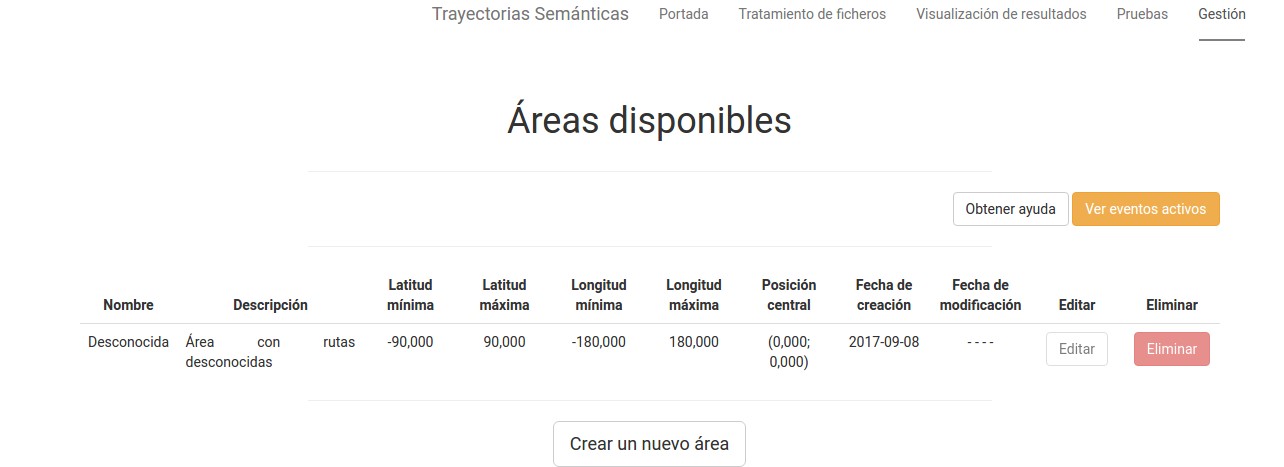 Trayectorias Semánticas Portada Tratamiento de ficheros Visualización de resultados Pruebas Gestión
Áreas disponibles
Obtener ayuda Ver eventos activos
Nombre Descripción Latitud mínima Latitud máxima Longitud mínima Longitud máxima Posición central Fecha de creación Fecha de modificación Editar Eliminar
Desconocida Área con rutas desconocidas -90,000 90,000 -180,000 180,000 (0,000; 0,000) 2017-09-08 - - - - Editar Eliminar
Crear un nuevo área